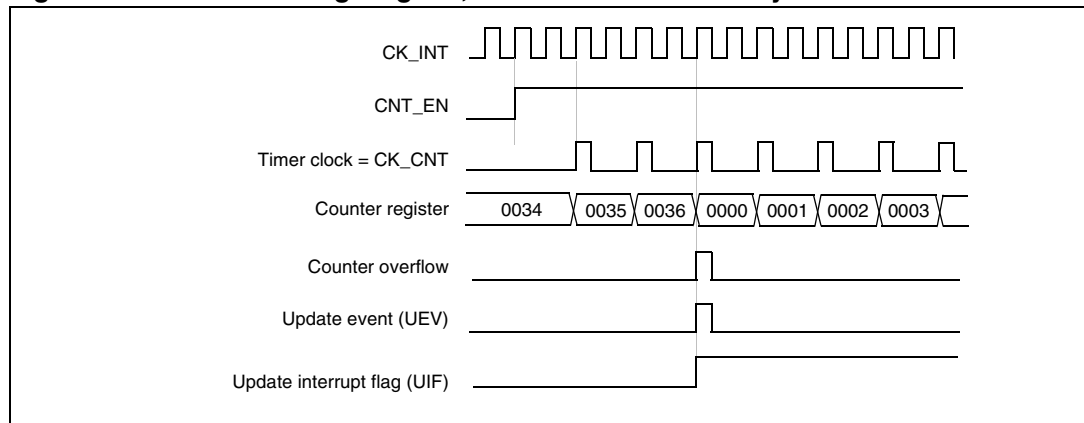 CK_INT
CNT_EN
Timer clock = CK_CNT
Counter register 0034 0035 0036 0000 0001 0002 0003
Counter overflow
Update event (UEV)
Update interrupt flag (UIF)